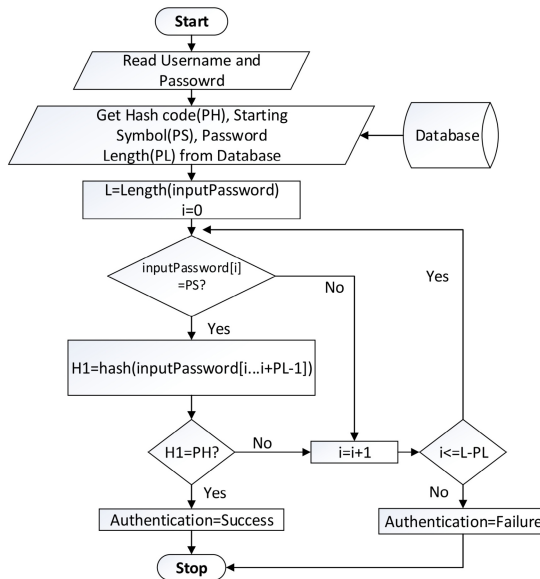 Start
Read Username and
Passowrd
Get Hash code(PH), Starting
Symbol(PS), Password
Length(PL) from Database
Database
L=Length(inputPassword)
i=0
inputPassword[i]
=PS?
No
Yes
Yes
H1=hash(inputPassword[i...i+PL-1])
H1=PH?
No
i=i+1
i<=L-PL
Yes
No
Authentication=Success
Authentication=Failure
Stop